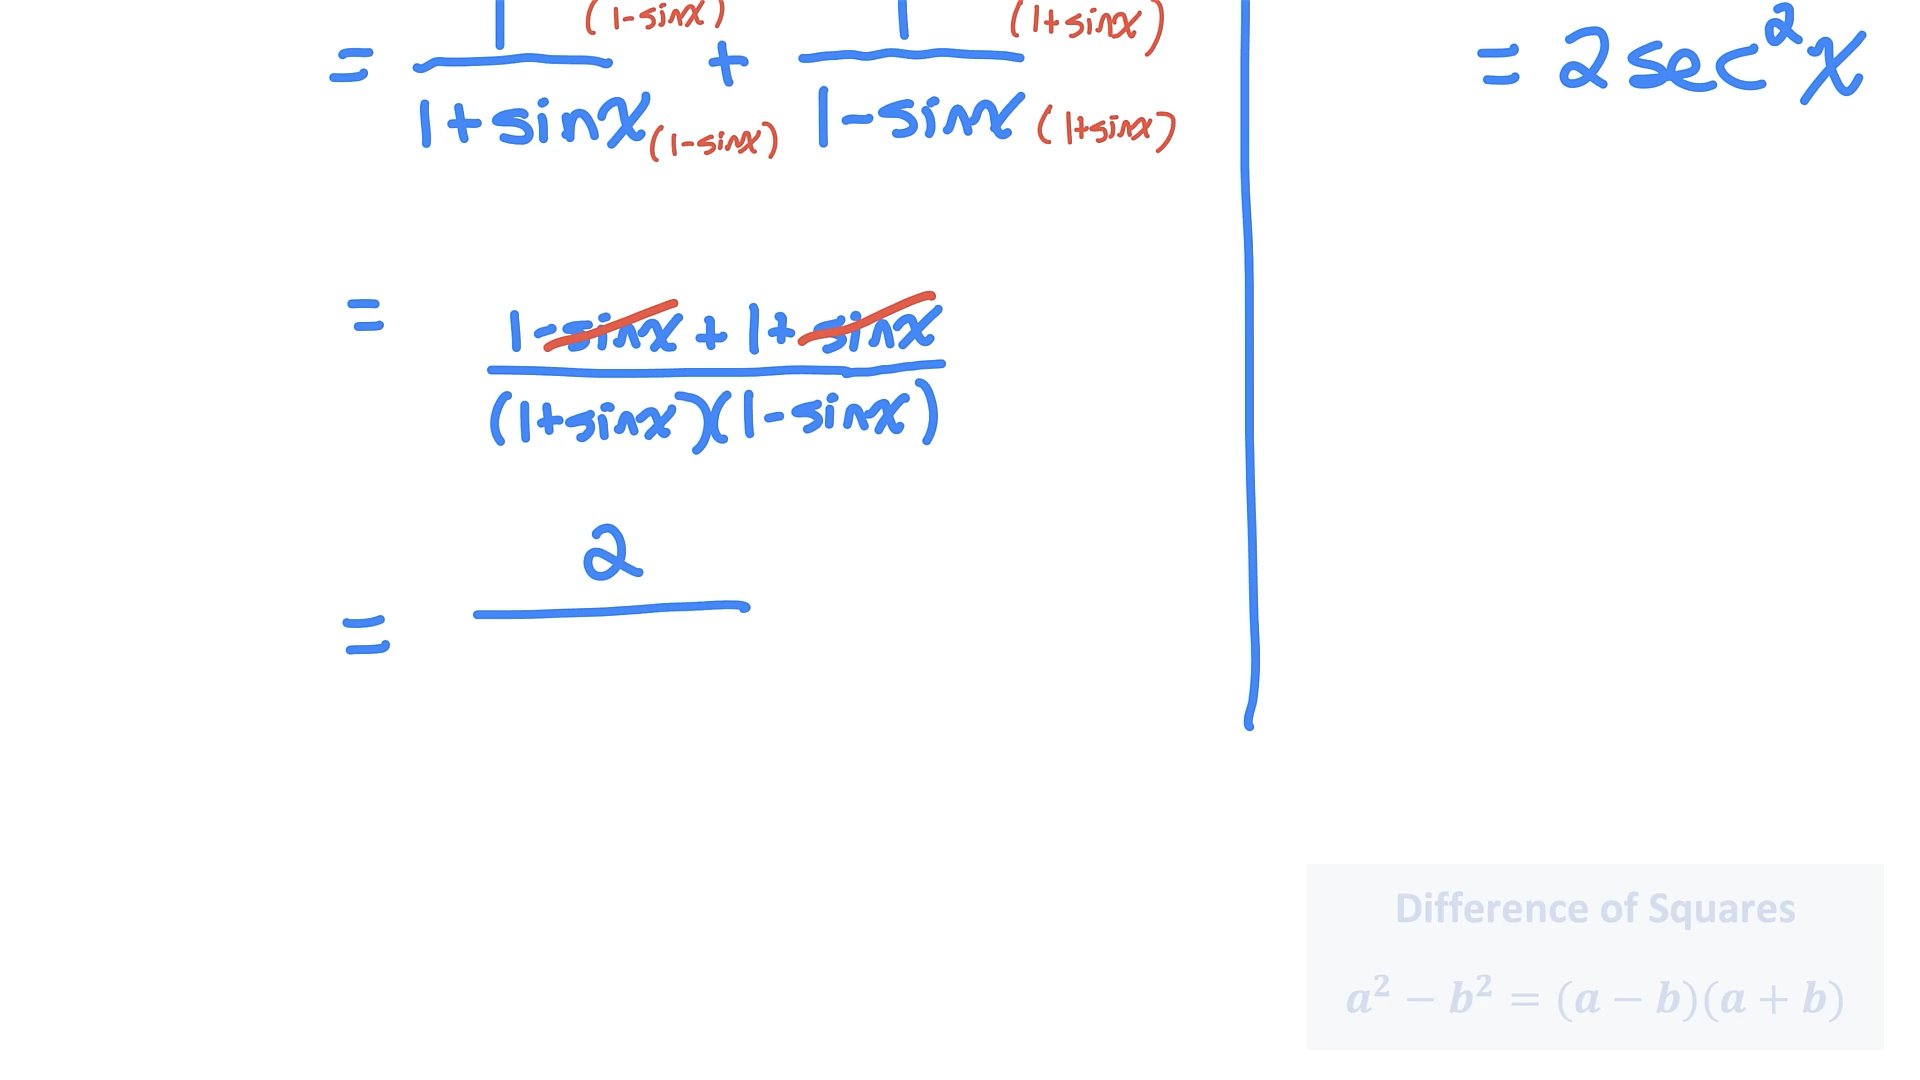 = 1 (1-sinx) / 1+sinx (1-sinx) + 1 (1+sinx) / 1-sinx (1+sinx)
= 2sec²x
= 1-sinx + 1+sinx / (1+sinx)(1-sinx)
= 2
Difference of Squares
a² − b² = (a − b)(a + b)